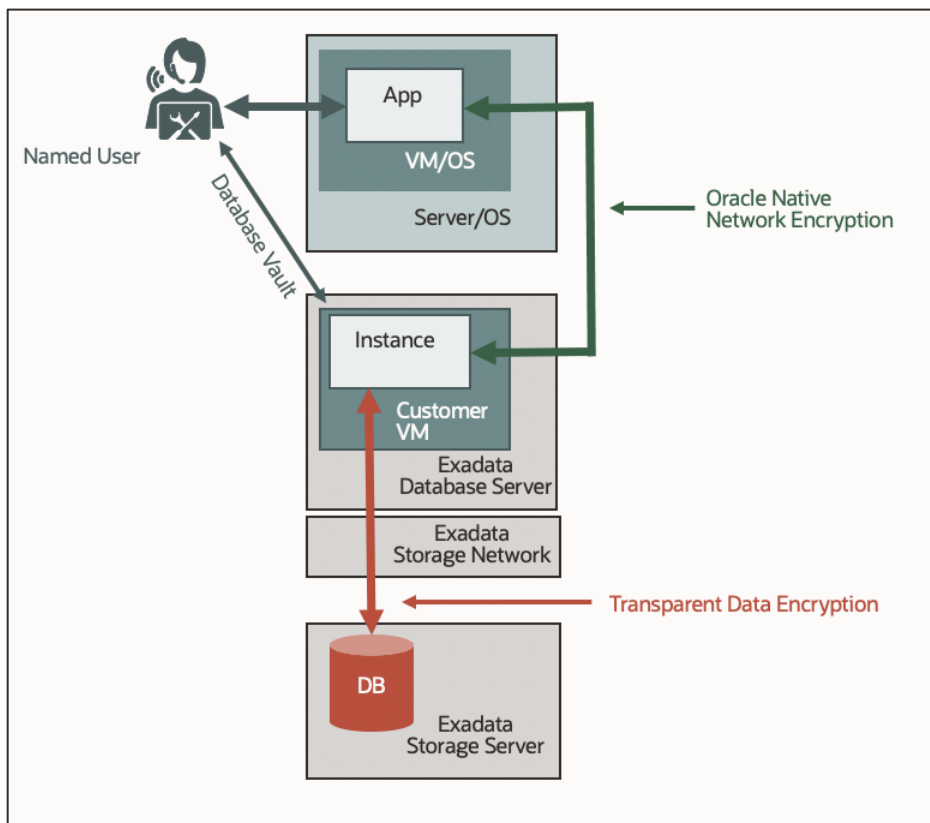 App
VM/OS
Server/OS
Named User
Database Vault
Oracle Native
Network Encryption
Instance
Customer
VM
Exadata
Database Server
Exadata
Storage Network
Transparent Data Encryption
DB
Exadata
Storage Server